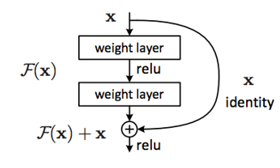 x
weight layer
F(x)
relu
x
weight layer
identity
F(x) + x
relu